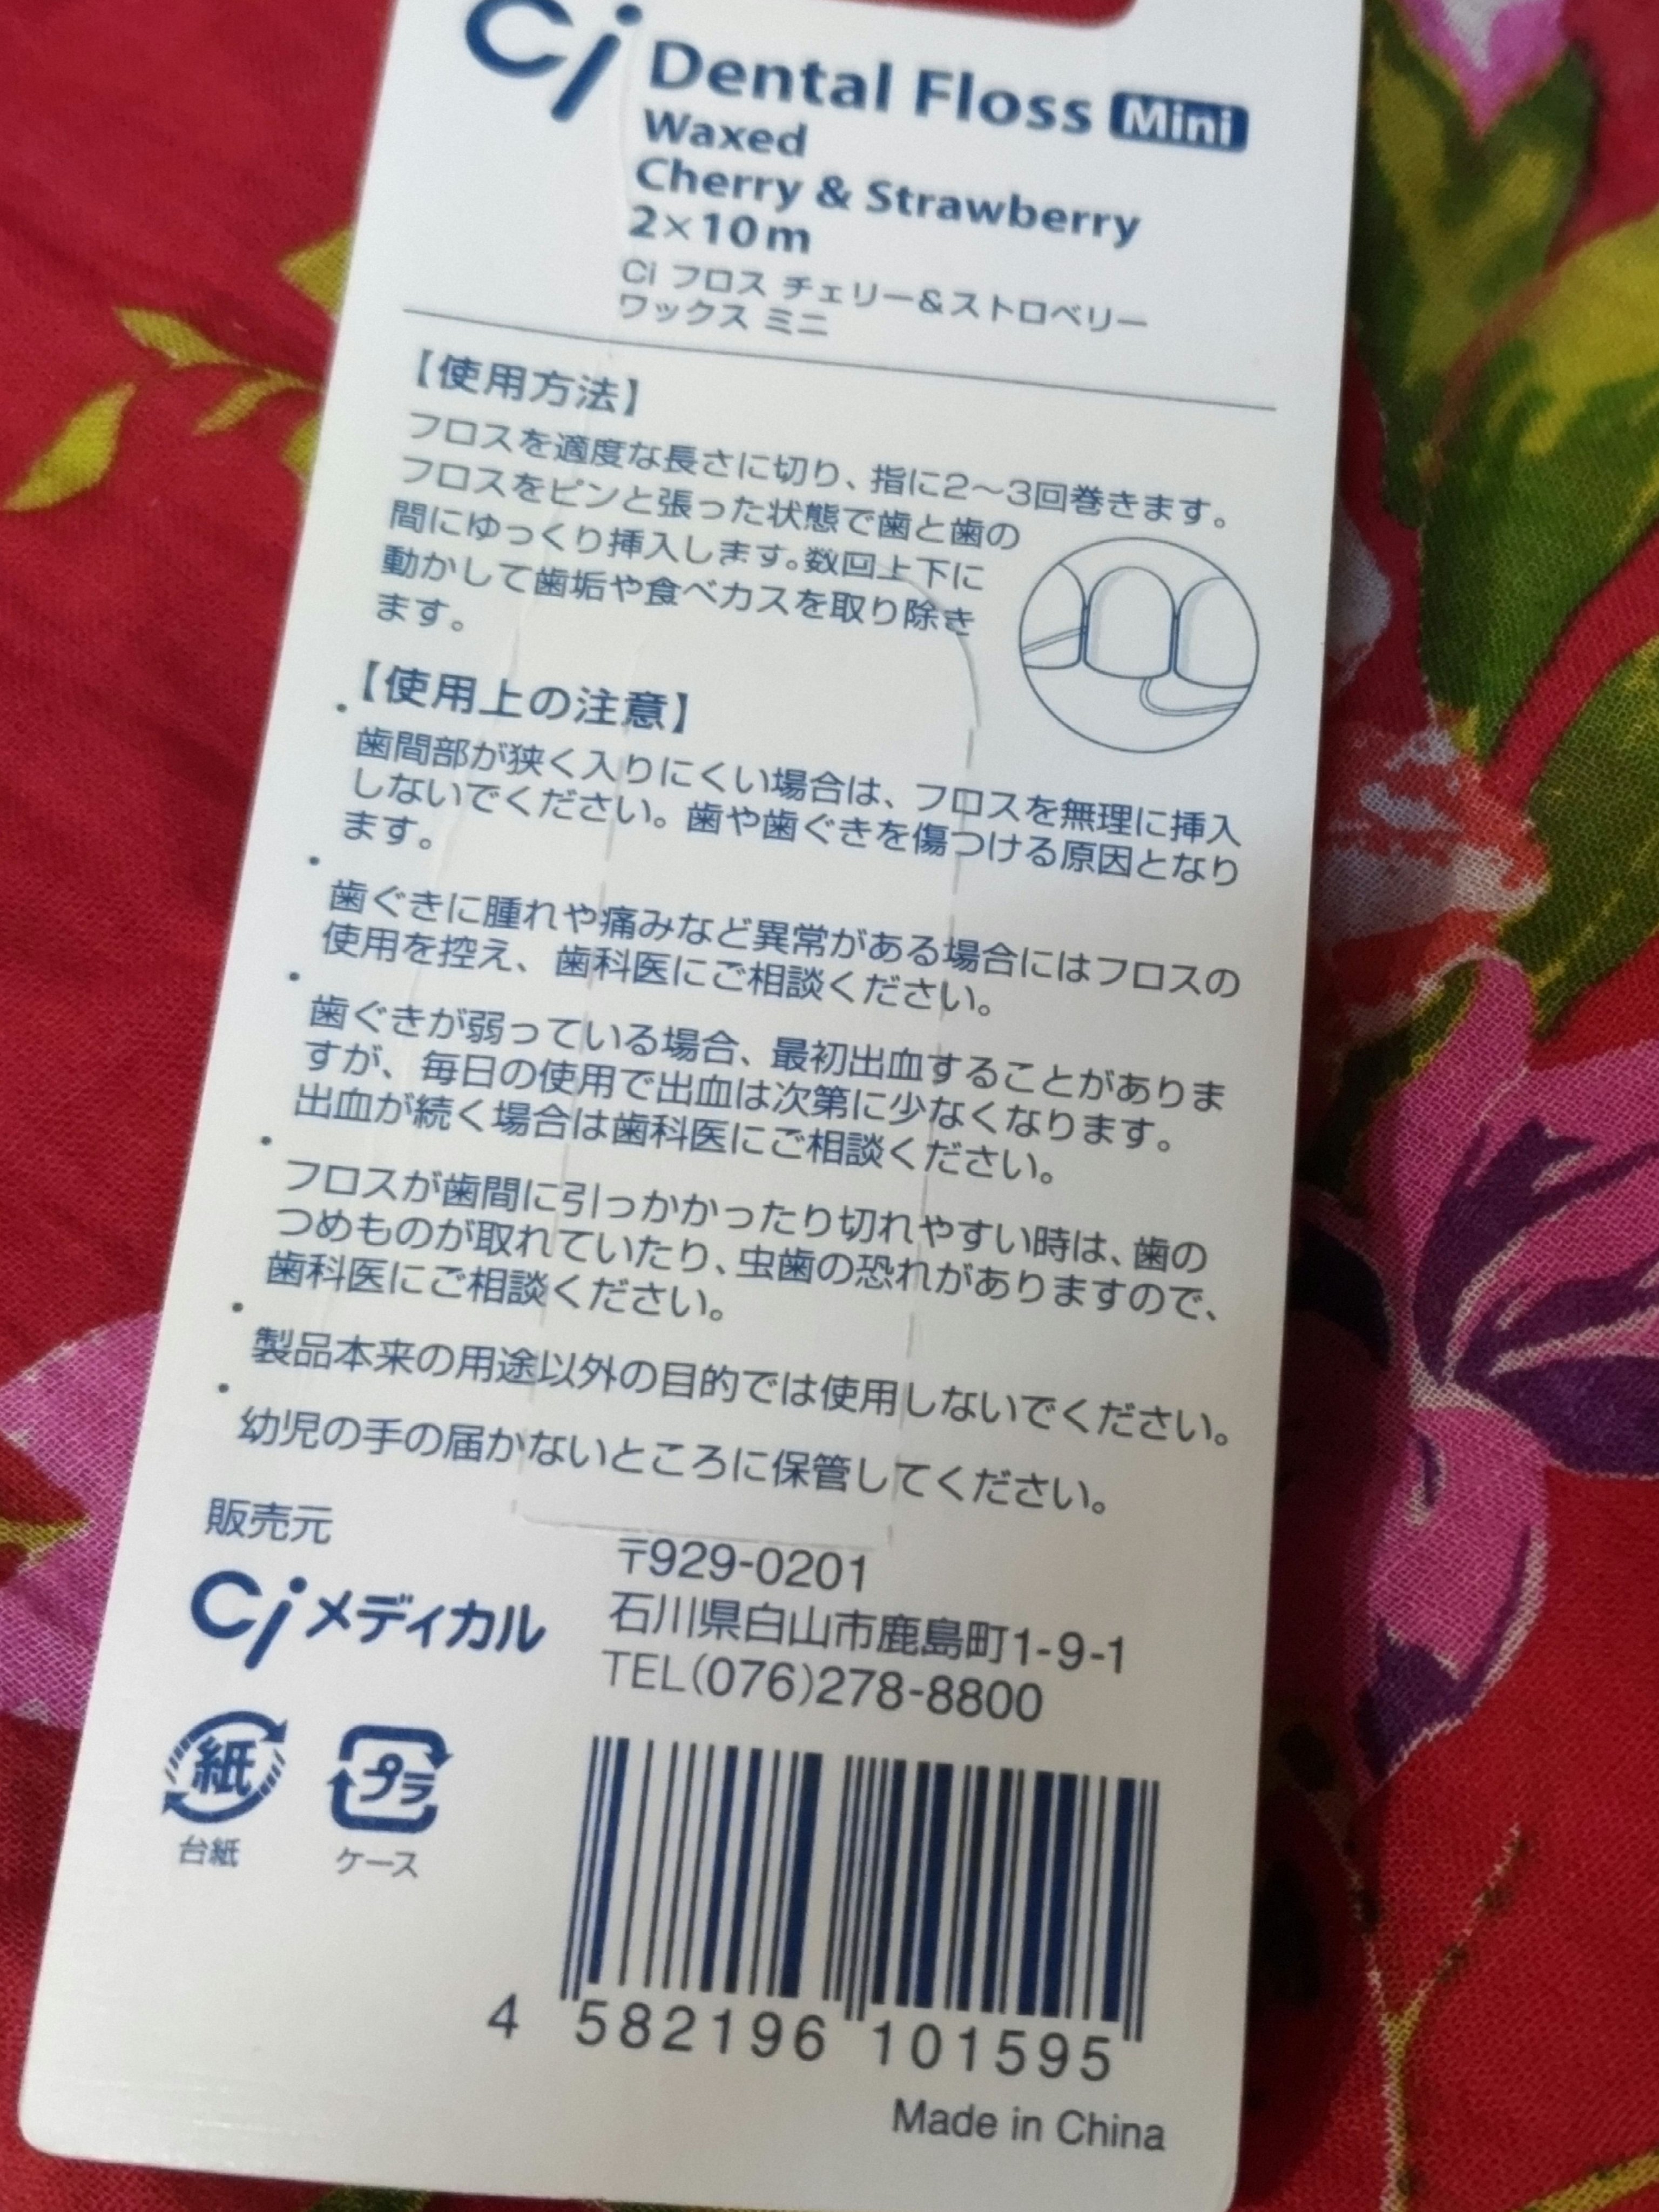 Ci Dental Floss Mini
Waxed
Cherry & Strawberry
2×10m
Ci フロス チェリー&ストロベリー
ワックス ミニ
【使用方法】
フロスを適度な長さに切り、指に2〜3回巻きます。
フロスをピンと張った状態で歯と歯の
間にゆっくり挿入します。数回上下に
動かして歯垢や食べカスを取り除き
ます。
【使用上の注意】
・歯間部が狭く入りにくい場合は、フロスを無理に挿入
しないでください。歯や歯ぐきを傷つける原因となり
ます。
・歯ぐきに腫れや痛みなど異常がある場合にはフロスの
使用を控え、歯科医にご相談ください。
・歯ぐきが弱っている場合、最初出血することがありま
すが、毎日の使用で出血は次第に少なくなります。
出血が続く場合は歯科医にご相談ください。
・フロスが歯間に引っかかったり切れやすい時は、歯の
つめものが取れていたり、虫歯の恐れがありますので、
歯科医にご相談ください。
・製品本来の用途以外の目的では使用しないでください。
・幼児の手の届かないところに保管してください。
販売元
Ciメディカル
〒929-0201
石川県白山市鹿島町1-9-1
TEL(076)278-8800
紙
台紙
プラ
ケース
4 582196 101595
Made in China